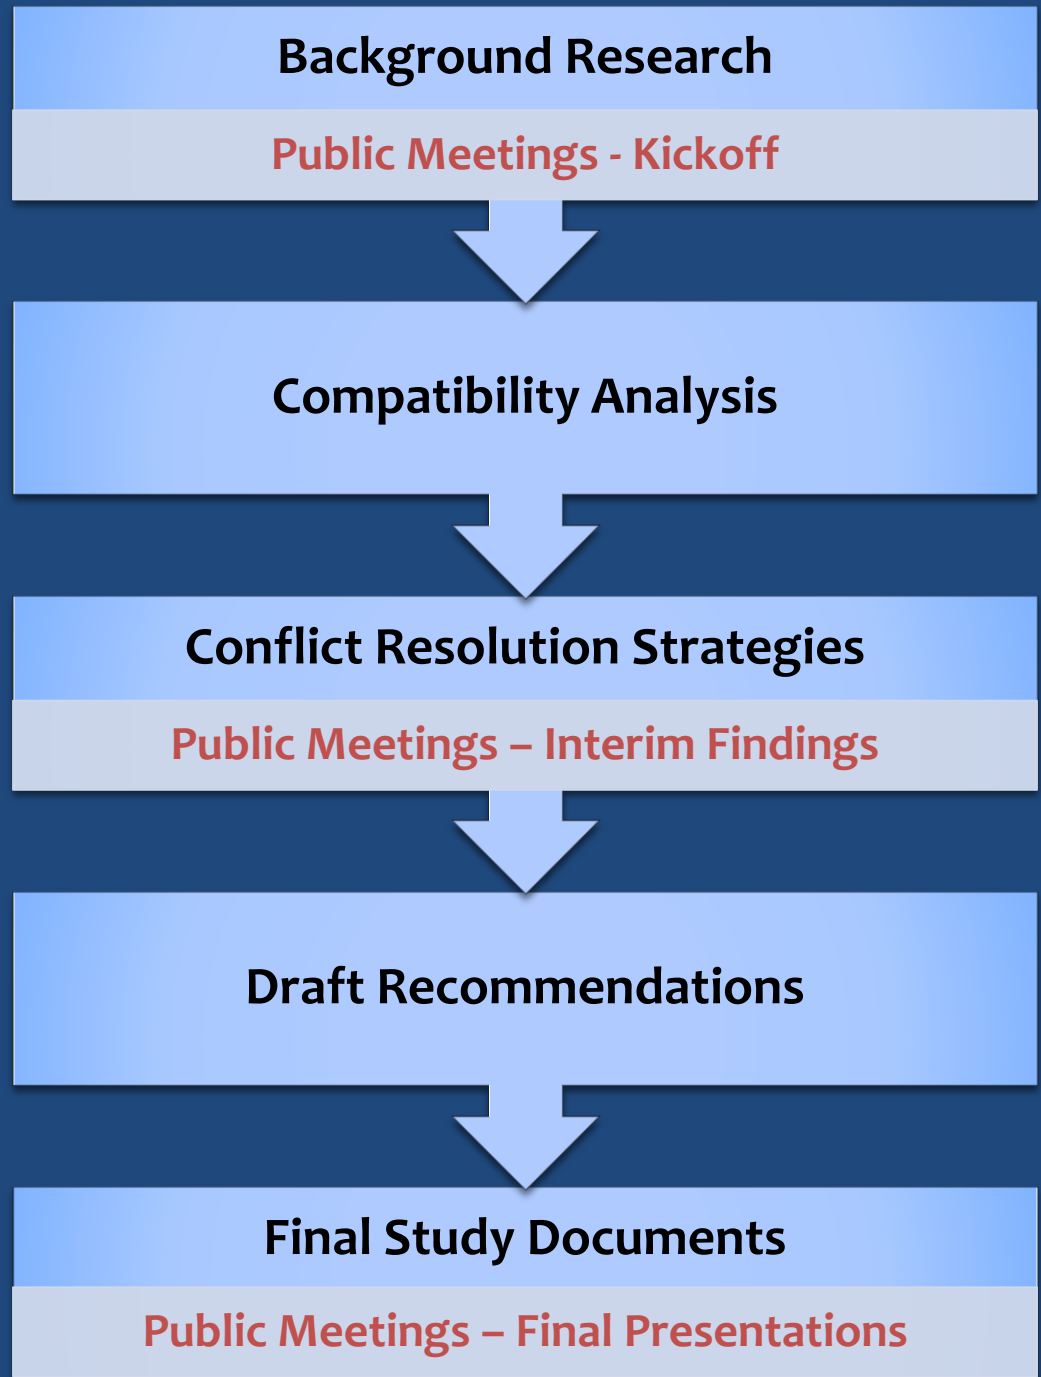 Background Research
Public Meetings - Kickoff
Compatibility Analysis
Conflict Resolution Strategies
Public Meetings – Interim Findings
Draft Recommendations
Final Study Documents
Public Meetings – Final Presentations